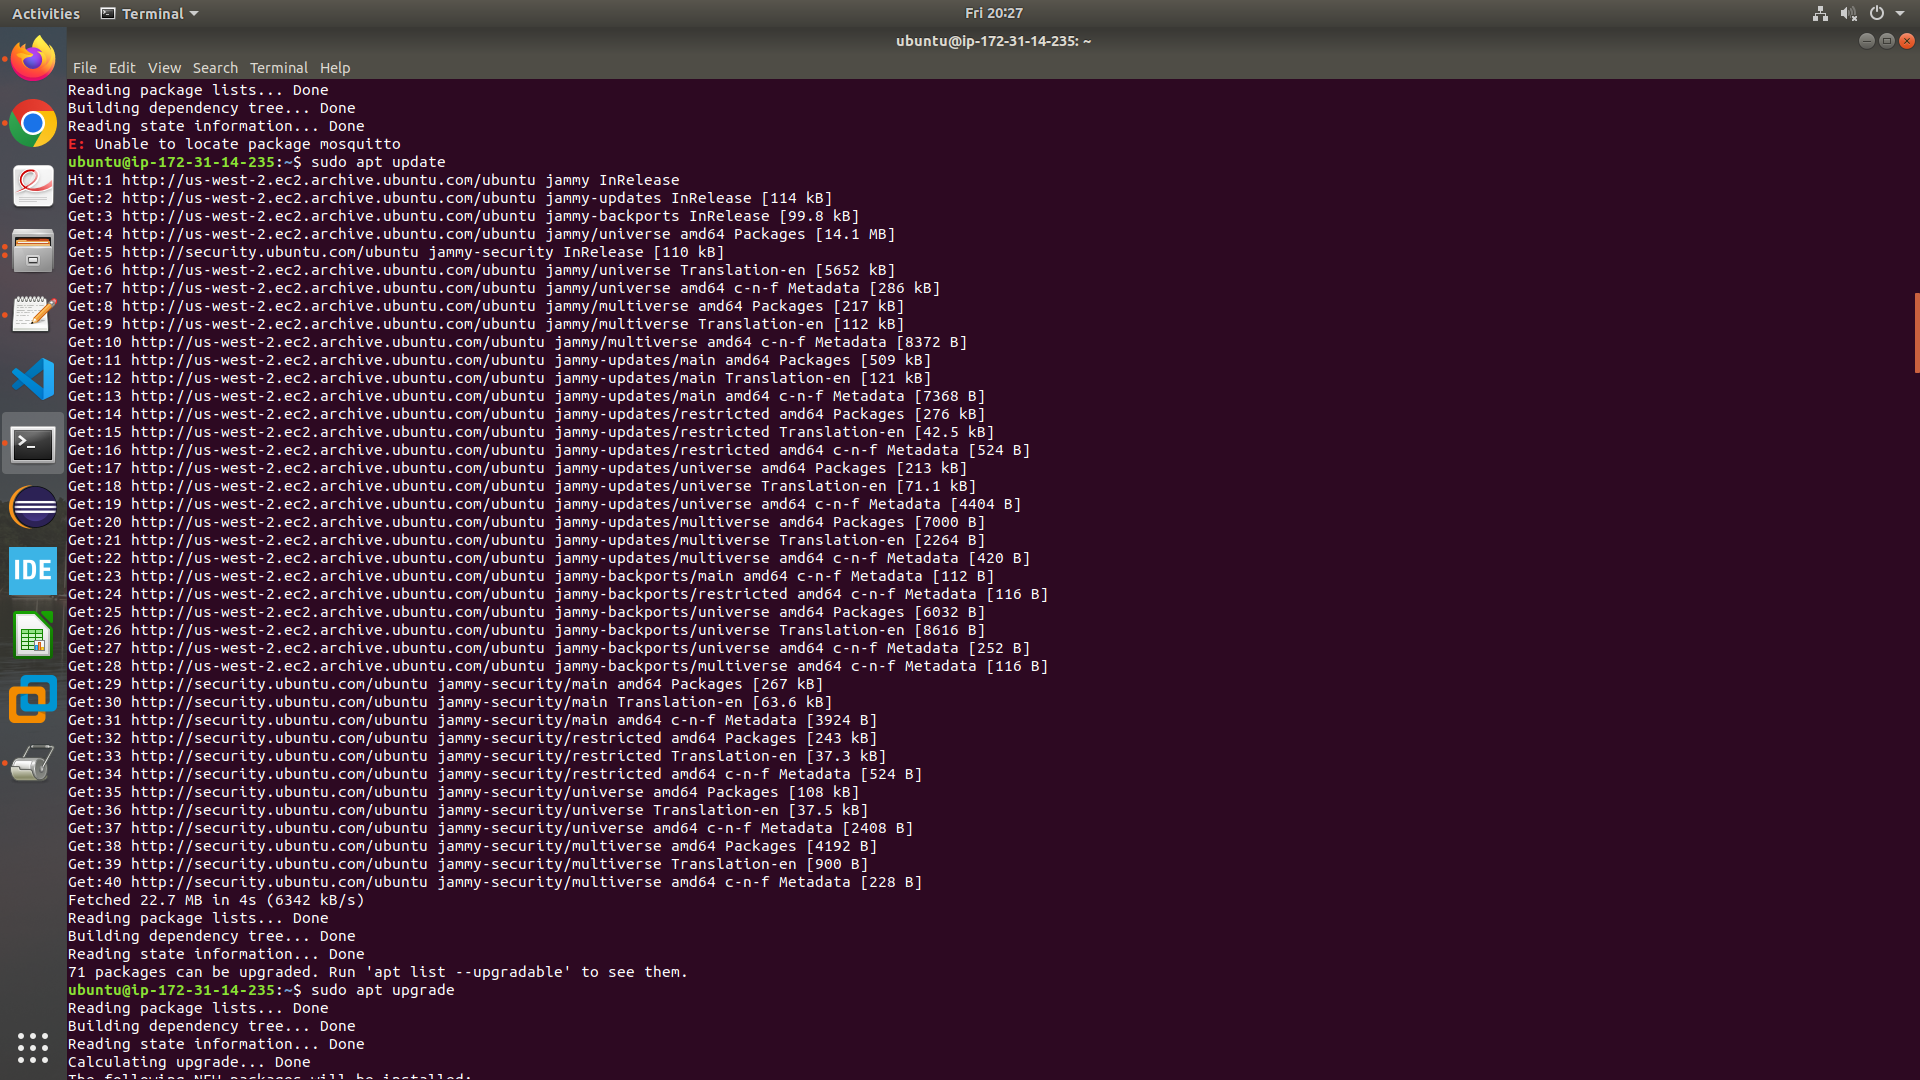 Activities Terminal Fri 20:27
ubuntu@ip-172-31-14-235: ~
File Edit View Search Terminal Help
Reading package lists... Done
Building dependency tree... Done
Reading state information... Done
E: Unable to locate package mosquitto
ubuntu@ip-172-31-14-235:~$ sudo apt update
Hit:1 http://us-west-2.ec2.archive.ubuntu.com/ubuntu jammy InRelease
Get:2 http://us-west-2.ec2.archive.ubuntu.com/ubuntu jammy-updates InRelease [114 kB]
Get:3 http://us-west-2.ec2.archive.ubuntu.com/ubuntu jammy-backports InRelease [99.8 kB]
Get:4 http://us-west-2.ec2.archive.ubuntu.com/ubuntu jammy/universe amd64 Packages [14.1 MB]
Get:5 http://security.ubuntu.com/ubuntu jammy-security InRelease [110 kB]
Get:6 http://us-west-2.ec2.archive.ubuntu.com/ubuntu jammy/universe Translation-en [5652 kB]
Get:7 http://us-west-2.ec2.archive.ubuntu.com/ubuntu jammy/universe amd64 c-n-f Metadata [286 kB]
Get:8 http://us-west-2.ec2.archive.ubuntu.com/ubuntu jammy/multiverse amd64 Packages [217 kB]
Get:9 http://us-west-2.ec2.archive.ubuntu.com/ubuntu jammy/multiverse Translation-en [112 kB]
Get:10 http://us-west-2.ec2.archive.ubuntu.com/ubuntu jammy/multiverse amd64 c-n-f Metadata [8372 B]
Get:11 http://us-west-2.ec2.archive.ubuntu.com/ubuntu jammy-updates/main amd64 Packages [509 kB]
Get:12 http://us-west-2.ec2.archive.ubuntu.com/ubuntu jammy-updates/main Translation-en [121 kB]
Get:13 http://us-west-2.ec2.archive.ubuntu.com/ubuntu jammy-updates/main amd64 c-n-f Metadata [7368 B]
Get:14 http://us-west-2.ec2.archive.ubuntu.com/ubuntu jammy-updates/restricted amd64 Packages [276 kB]
Get:15 http://us-west-2.ec2.archive.ubuntu.com/ubuntu jammy-updates/restricted Translation-en [42.5 kB]
Get:16 http://us-west-2.ec2.archive.ubuntu.com/ubuntu jammy-updates/restricted amd64 c-n-f Metadata [524 B]
Get:17 http://us-west-2.ec2.archive.ubuntu.com/ubuntu jammy-updates/universe amd64 Packages [213 kB]
Get:18 http://us-west-2.ec2.archive.ubuntu.com/ubuntu jammy-updates/universe Translation-en [71.1 kB]
Get:19 http://us-west-2.ec2.archive.ubuntu.com/ubuntu jammy-updates/universe amd64 c-n-f Metadata [4404 B]
Get:20 http://us-west-2.ec2.archive.ubuntu.com/ubuntu jammy-updates/multiverse amd64 Packages [7000 B]
Get:21 http://us-west-2.ec2.archive.ubuntu.com/ubuntu jammy-updates/multiverse Translation-en [2264 B]
Get:22 http://us-west-2.ec2.archive.ubuntu.com/ubuntu jammy-updates/multiverse amd64 c-n-f Metadata [420 B]
Get:23 http://us-west-2.ec2.archive.ubuntu.com/ubuntu jammy-backports/main amd64 c-n-f Metadata [112 B]
Get:24 http://us-west-2.ec2.archive.ubuntu.com/ubuntu jammy-backports/restricted amd64 c-n-f Metadata [116 B]
Get:25 http://us-west-2.ec2.archive.ubuntu.com/ubuntu jammy-backports/universe amd64 Packages [6032 B]
Get:26 http://us-west-2.ec2.archive.ubuntu.com/ubuntu jammy-backports/universe Translation-en [8616 B]
Get:27 http://us-west-2.ec2.archive.ubuntu.com/ubuntu jammy-backports/universe amd64 c-n-f Metadata [252 B]
Get:28 http://us-west-2.ec2.archive.ubuntu.com/ubuntu jammy-backports/multiverse amd64 c-n-f Metadata [116 B]
Get:29 http://security.ubuntu.com/ubuntu jammy-security/main amd64 Packages [267 kB]
Get:30 http://security.ubuntu.com/ubuntu jammy-security/main Translation-en [63.6 kB]
Get:31 http://security.ubuntu.com/ubuntu jammy-security/main amd64 c-n-f Metadata [3924 B]
Get:32 http://security.ubuntu.com/ubuntu jammy-security/restricted amd64 Packages [243 kB]
Get:33 http://security.ubuntu.com/ubuntu jammy-security/restricted Translation-en [37.3 kB]
Get:34 http://security.ubuntu.com/ubuntu jammy-security/restricted amd64 c-n-f Metadata [524 B]
Get:35 http://security.ubuntu.com/ubuntu jammy-security/universe amd64 Packages [108 kB]
Get:36 http://security.ubuntu.com/ubuntu jammy-security/universe Translation-en [37.5 kB]
Get:37 http://security.ubuntu.com/ubuntu jammy-security/universe amd64 c-n-f Metadata [2408 B]
Get:38 http://security.ubuntu.com/ubuntu jammy-security/multiverse amd64 Packages [4192 B]
Get:39 http://security.ubuntu.com/ubuntu jammy-security/multiverse Translation-en [900 B]
Get:40 http://security.ubuntu.com/ubuntu jammy-security/multiverse amd64 c-n-f Metadata [228 B]
Fetched 22.7 MB in 4s (6342 kB/s)
Reading package lists... Done
Building dependency tree... Done
Reading state information... Done
71 packages can be upgraded. Run 'apt list --upgradable' to see them.
ubuntu@ip-172-31-14-235:~$ sudo apt upgrade
Reading package lists... Done
Building dependency tree... Done
Reading state information... Done
Calculating upgrade... Done
The following NEW packages will be installed:
IDE